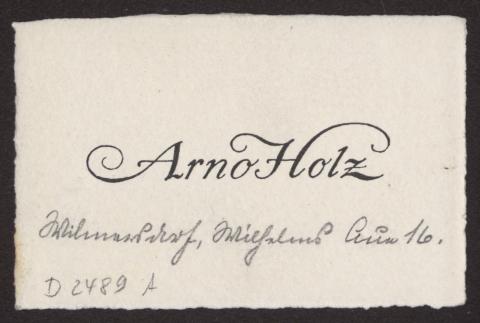 Arno Holz
Wilmersdorf, Wilhelms Aue 16.
D 2489 A